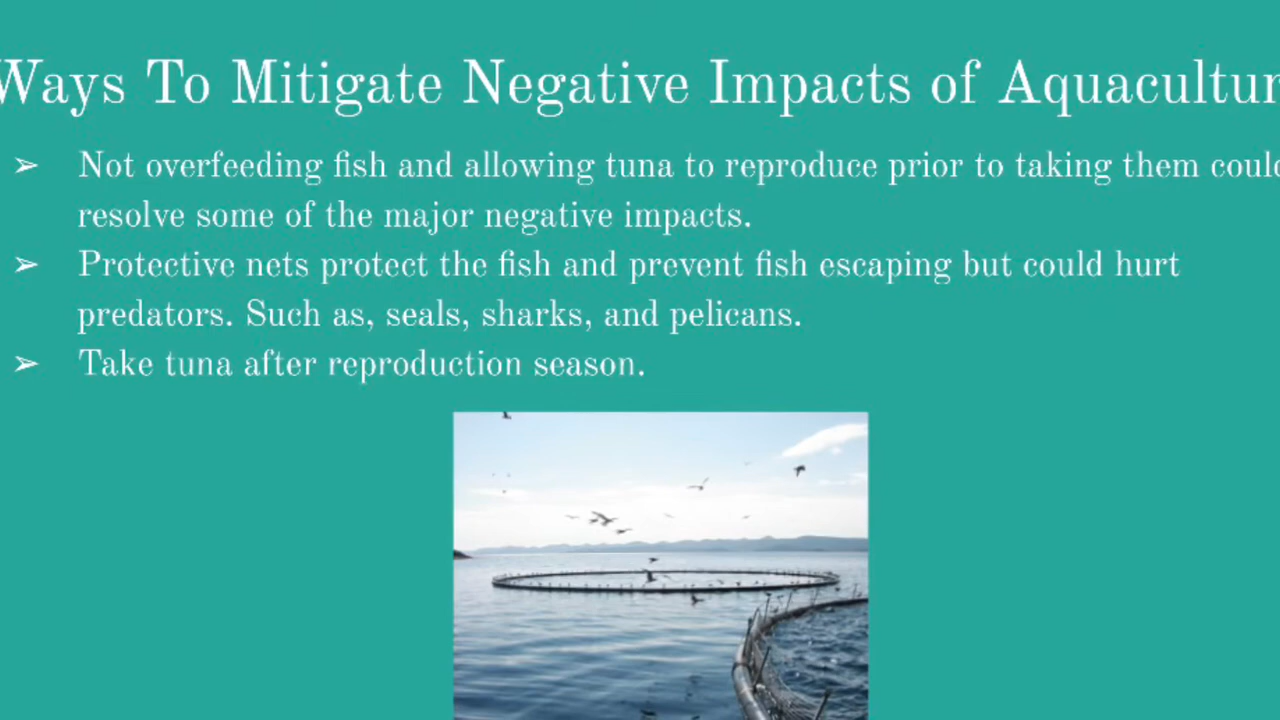 Ways To Mitigate Negative Impacts of Aquacultur
➢ Not overfeeding fish and allowing tuna to reproduce prior to taking them could
resolve some of the major negative impacts.
➢ Protective nets protect the fish and prevent fish escaping but could hurt
predators. Such as, seals, sharks, and pelicans.
➢ Take tuna after reproduction season.